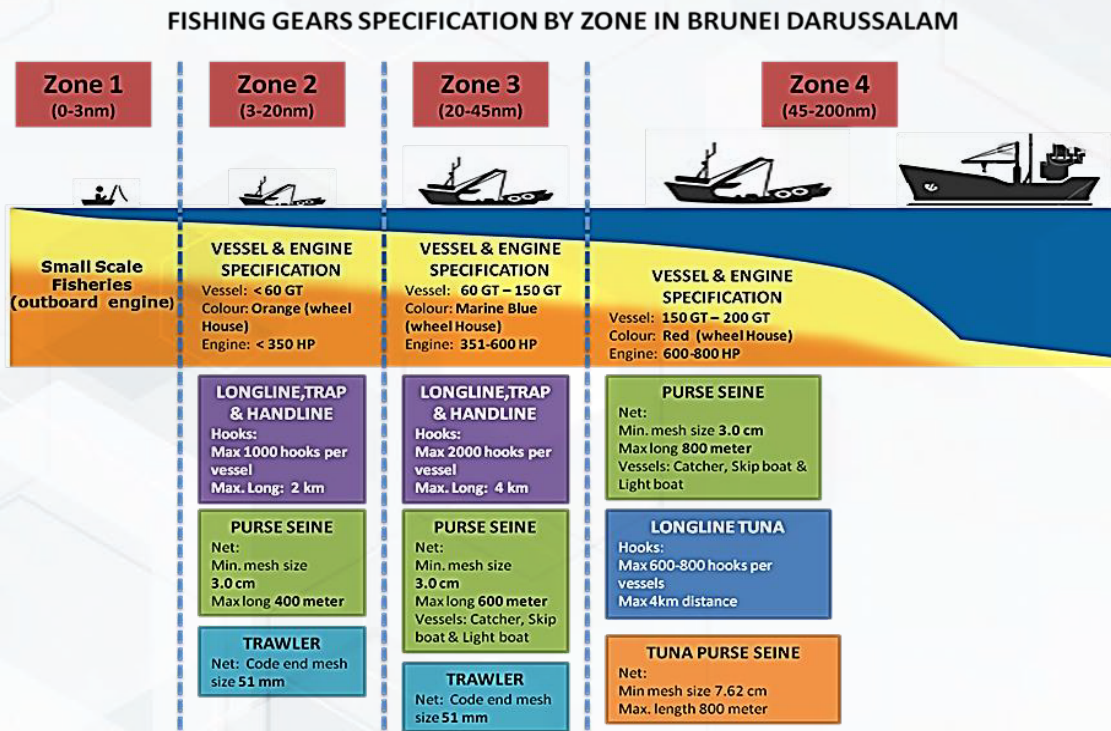 FISHING GEARS SPECIFICATION BY ZONE IN BRUNEI DARUSSALAM
Zone 1
(0-3nm)
Zone 2
(3-20nm)
Zone 3
(20-45nm)
Zone 4
(45-200nm)
Small Scale
Fisheries
(outboard engine)
VESSEL & ENGINE
SPECIFICATION
Vessel: < 60 GT
Colour: Orange (wheel
House)
Engine: < 350 HP
VESSEL & ENGINE
SPECIFICATION
Vessel: 60 GT – 150 GT
Colour: Marine Blue
(wheel House)
Engine: 351-600 HP
VESSEL & ENGINE
SPECIFICATION
Vessel: 150 GT – 200 GT
Colour: Red (wheel House)
Engine: 600-800 HP
LONGLINE,TRAP
& HANDLINE
Hooks:
Max 1000 hooks per
vessel
Max. Long: 2 km
PURSE SEINE
Net:
Min. mesh size
3.0 cm
Max long 400 meter
TRAWLER
Net: Code end mesh
size 51 mm
LONGLINE,TRAP
& HANDLINE
Hooks:
Max 2000 hooks per
vessel
Max. Long: 4 km
PURSE SEINE
Net:
Min. mesh size
3.0 cm
Max long 600 meter
Vessels: Catcher, Skip
boat & Light boat
TRAWLER
Net: Code end mesh
size 51 mm
PURSE SEINE
Net:
Min. mesh size 3.0 cm
Max long 800 meter
Vessels: Catcher, Skip boat &
Light boat
LONGLINE TUNA
Hooks:
Max 600-800 hooks per
vessels
Max 4km distance
TUNA PURSE SEINE
Net:
Min mesh size 7.62 cm
Max. length 800 meter